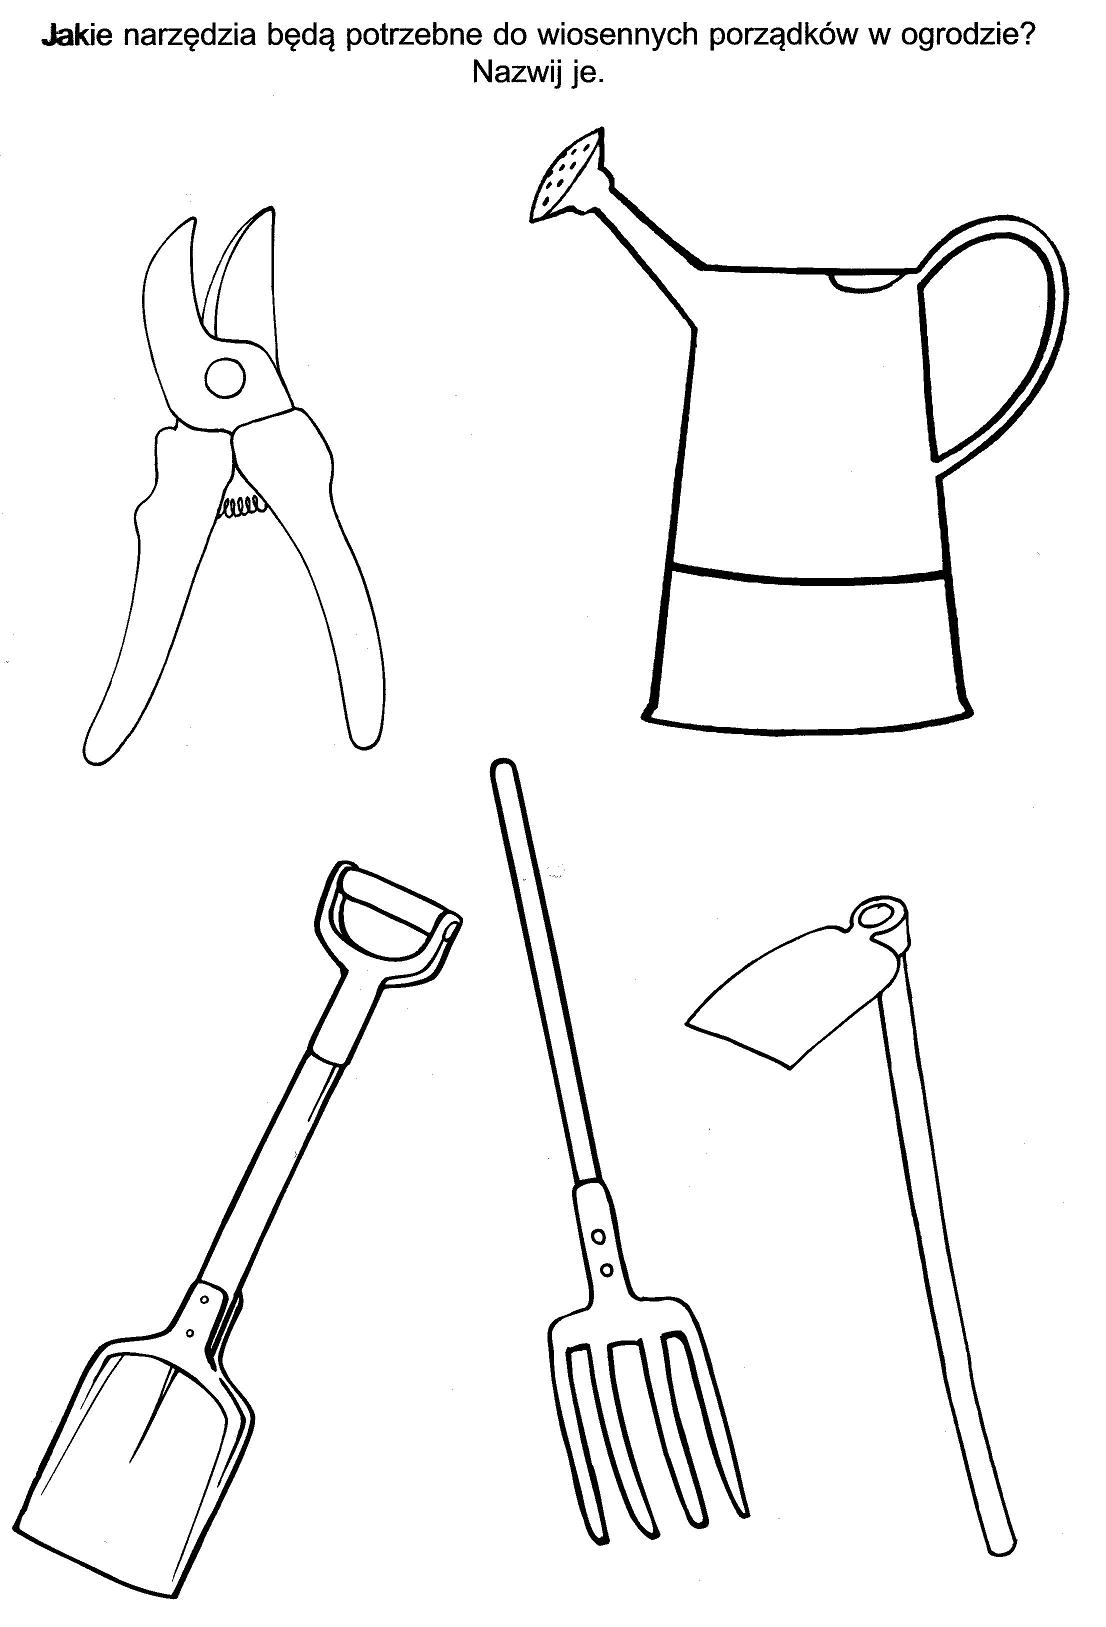 Jakie narzędzia będą potrzebne do wiosennych porządków w ogrodzie?
Nazwij je.